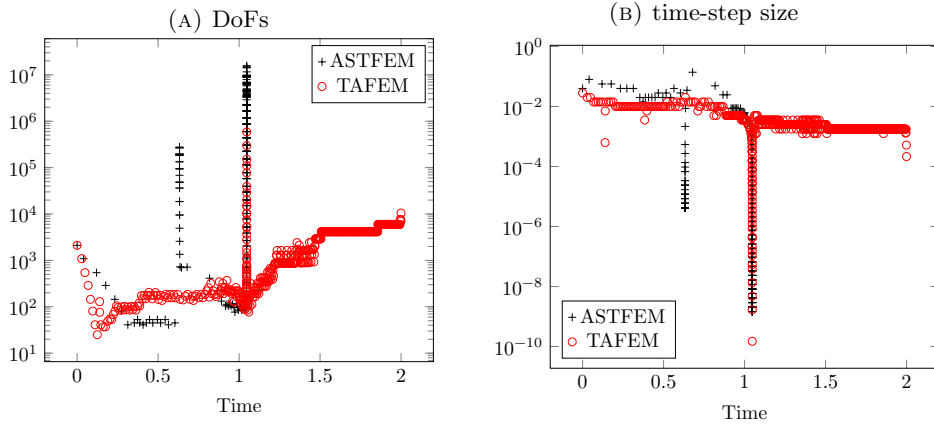 (A) DoFs
10^7
10^6
10^5
10^4
10^3
10^2
10^1
+ ASTFEM
○ TAFEM
0
0.5
1
1.5
2
Time
(B) time-step size
10^0
10^−2
10^−4
10^−6
10^−8
10^−10
+ ASTFEM
○ TAFEM
0
0.5
1
1.5
2
Time